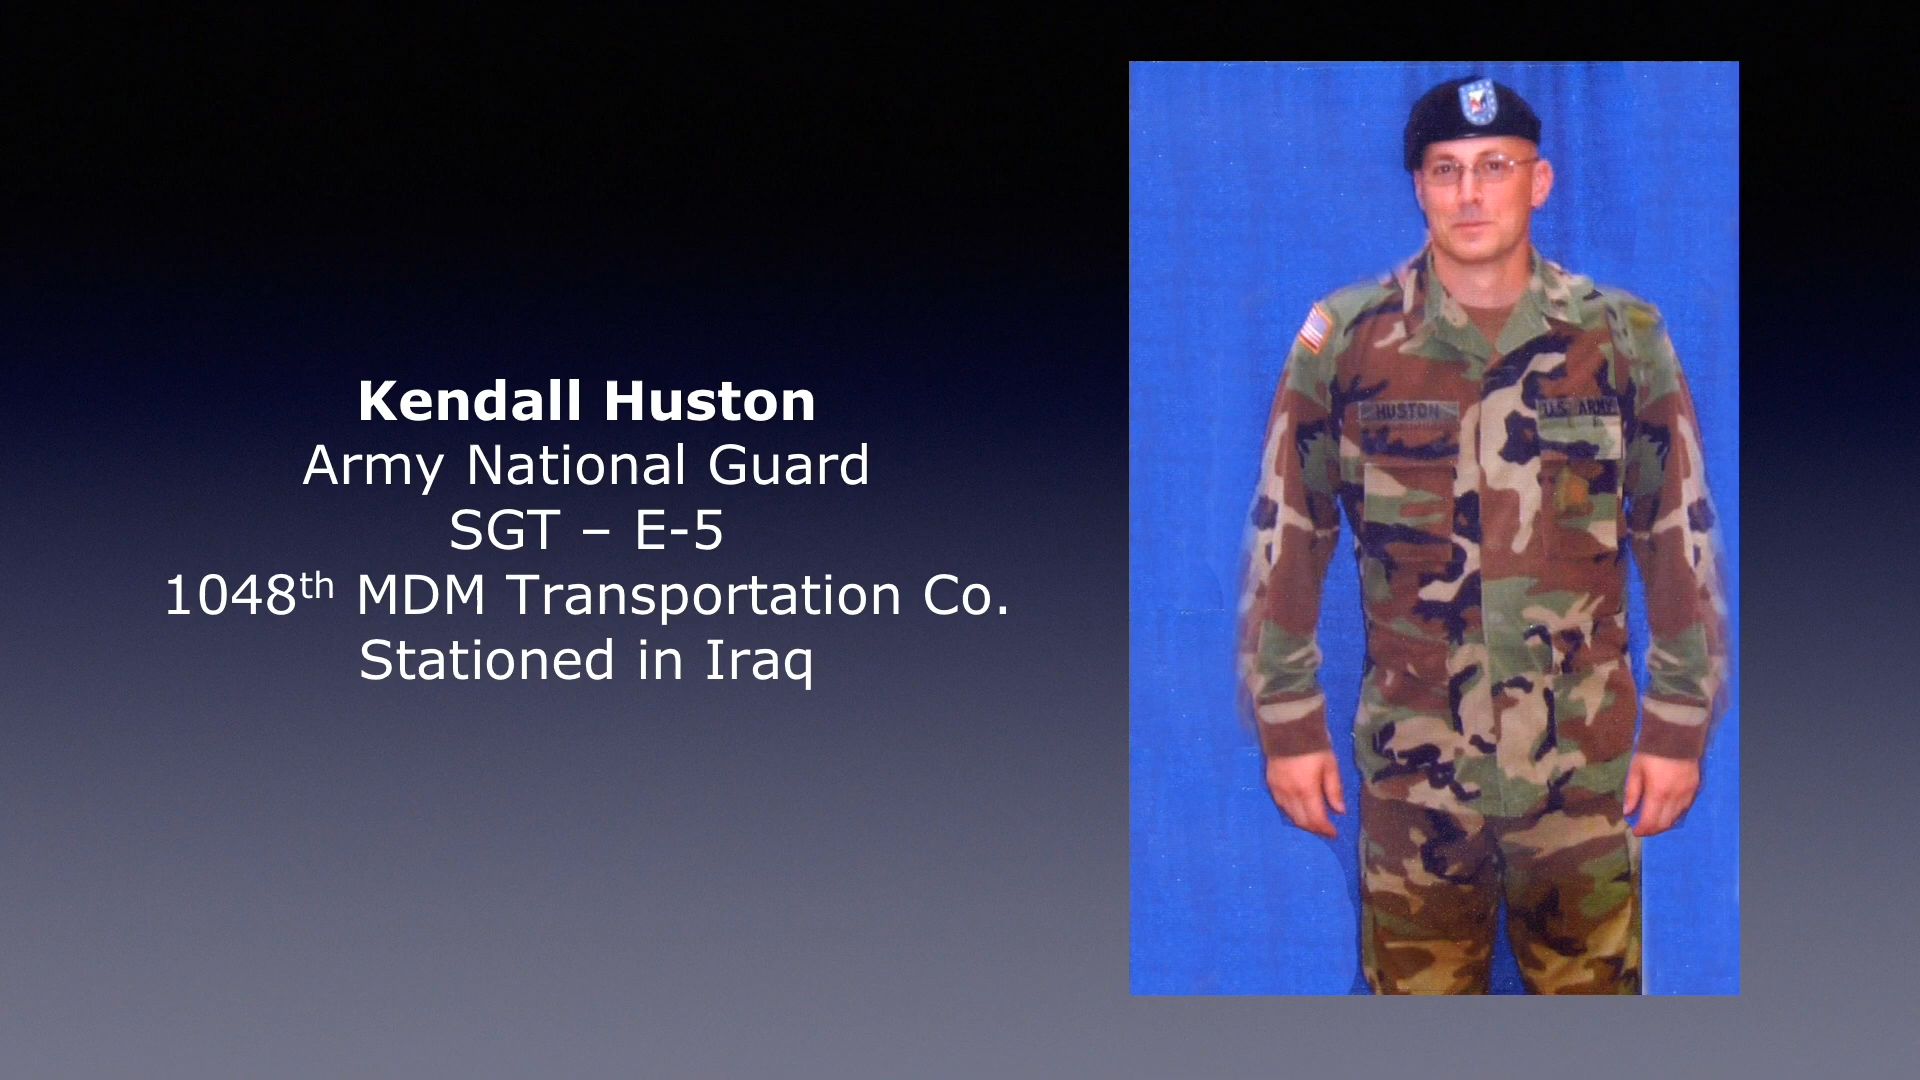 Kendall Huston
Army National Guard
SGT – E-5
1048th MDM Transportation Co.
Stationed in Iraq
HUSTON
U.S. ARMY